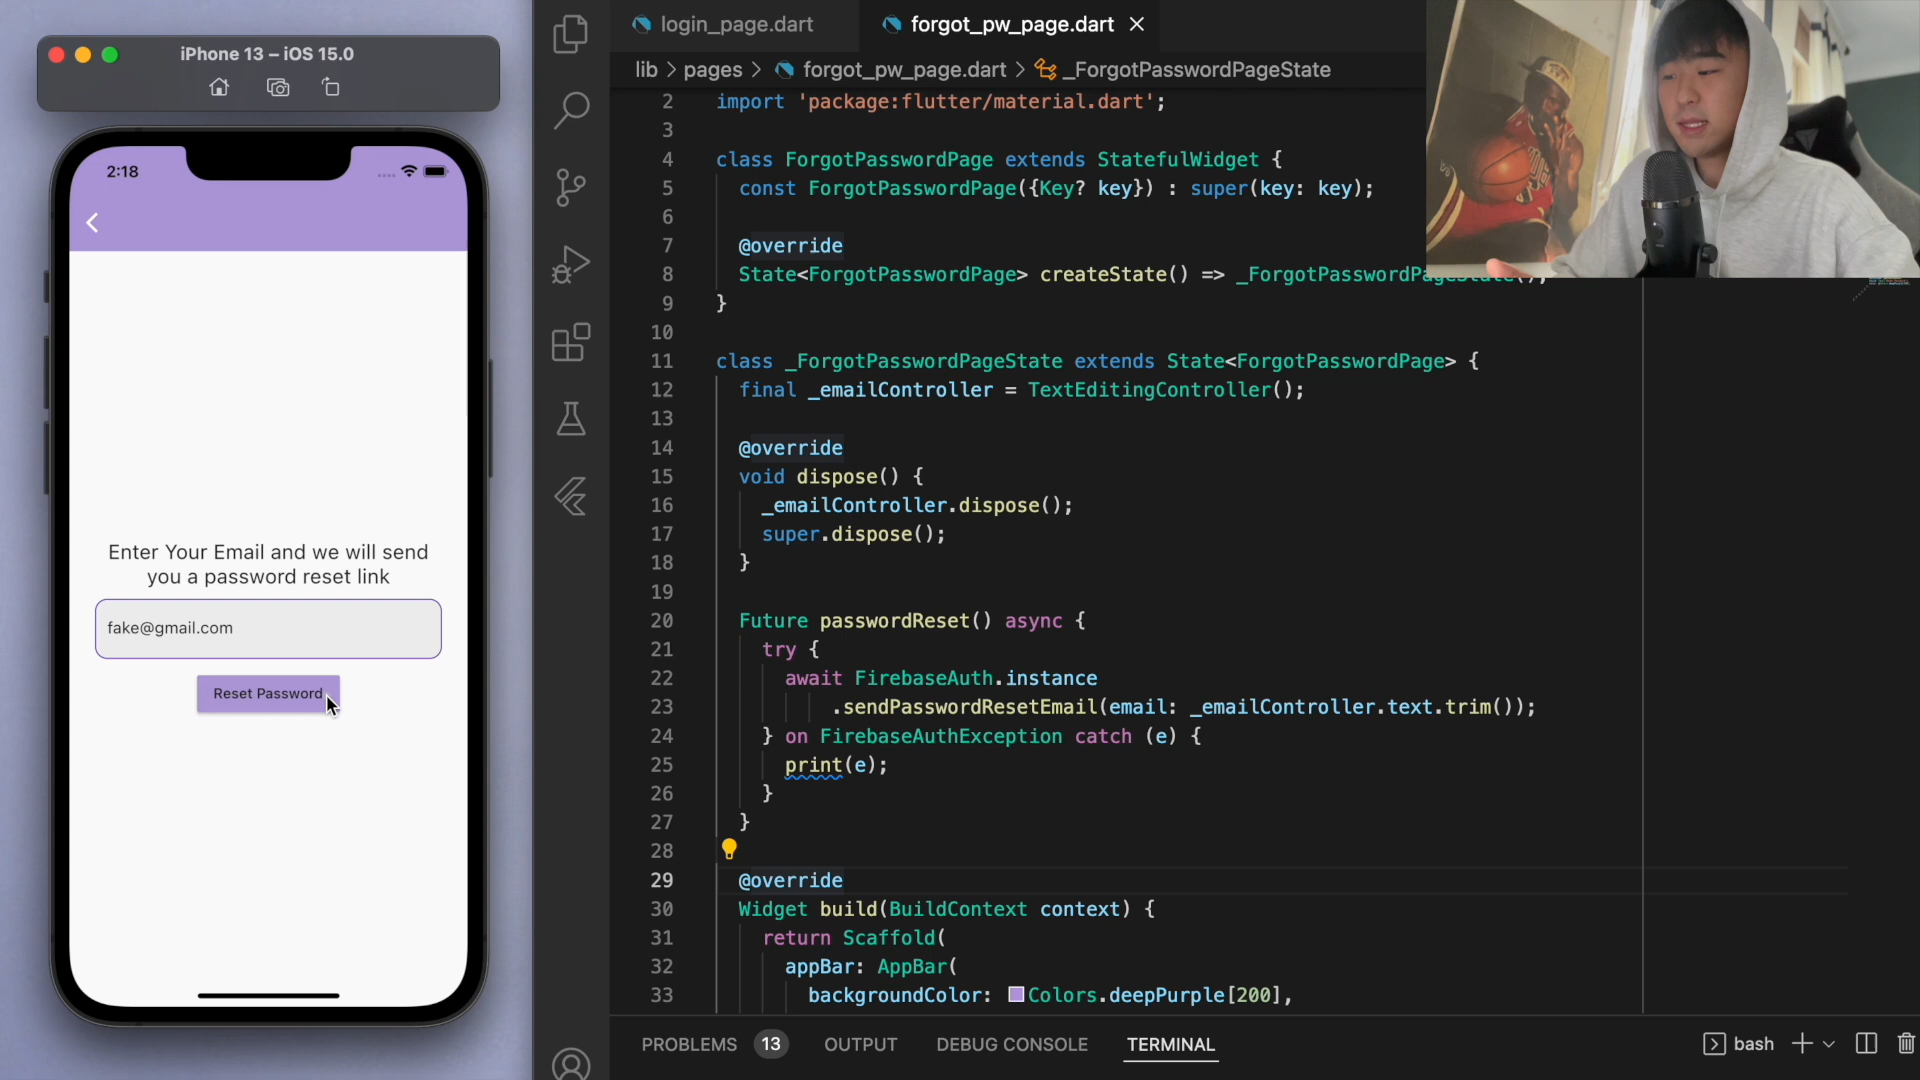 iPhone 13 – iOS 15.0
2:18
Enter Your Email and we will send
you a password reset link
fake@gmail.com
Reset Password
login_page.dart
forgot_pw_page.dart
lib > pages > forgot_pw_page.dart > _ForgotPasswordPageState
2 import 'package:flutter/material.dart';
3
4 class ForgotPasswordPage extends StatefulWidget {
5 const ForgotPasswordPage({Key? key}) : super(key: key);
6
7 @override
8 State<ForgotPasswordPage> createState() => _ForgotPasswordPageState();
9 }
10
11 class _ForgotPasswordPageState extends State<ForgotPasswordPage> {
12 final _emailController = TextEditingController();
13
14 @override
15 void dispose() {
16 _emailController.dispose();
17 super.dispose();
18 }
19
20 Future passwordReset() async {
21 try {
22 await FirebaseAuth.instance
23 .sendPasswordResetEmail(email: _emailController.text.trim());
24 } on FirebaseAuthException catch (e) {
25 print(e);
26 }
27 }
28
29 @override
30 Widget build(BuildContext context) {
31 return Scaffold(
32 appBar: AppBar(
33 backgroundColor: Colors.deepPurple[200],
PROBLEMS 13 OUTPUT DEBUG CONSOLE TERMINAL
bash